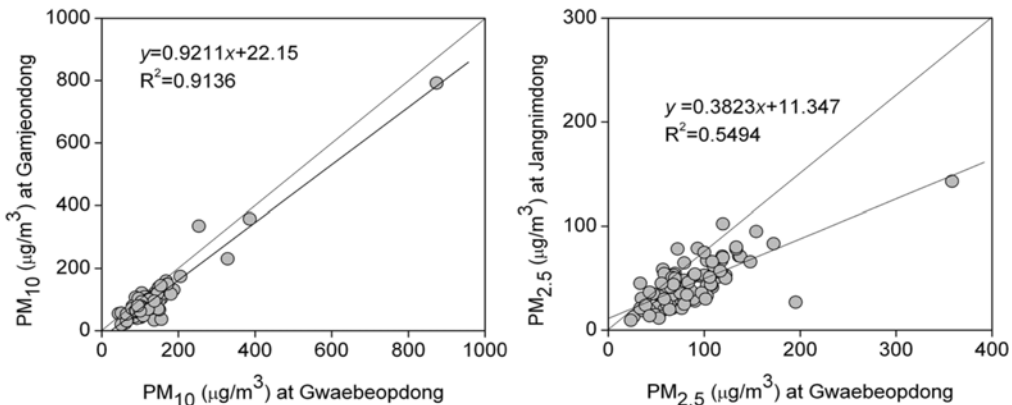 1000
800
600
400
200
0
PM10 (μg/m3) at Gamjeondong
y=0.9211x+22.15
R2=0.9136
0 200 400 600 800 1000
PM10 (μg/m3) at Gwaebeopdong
300
200
100
0
PM2.5 (μg/m3) at Jangnimdong
y =0.3823x+11.347
R2=0.5494
0 100 200 300 400
PM2.5 (μg/m3) at Gwaebeopdong